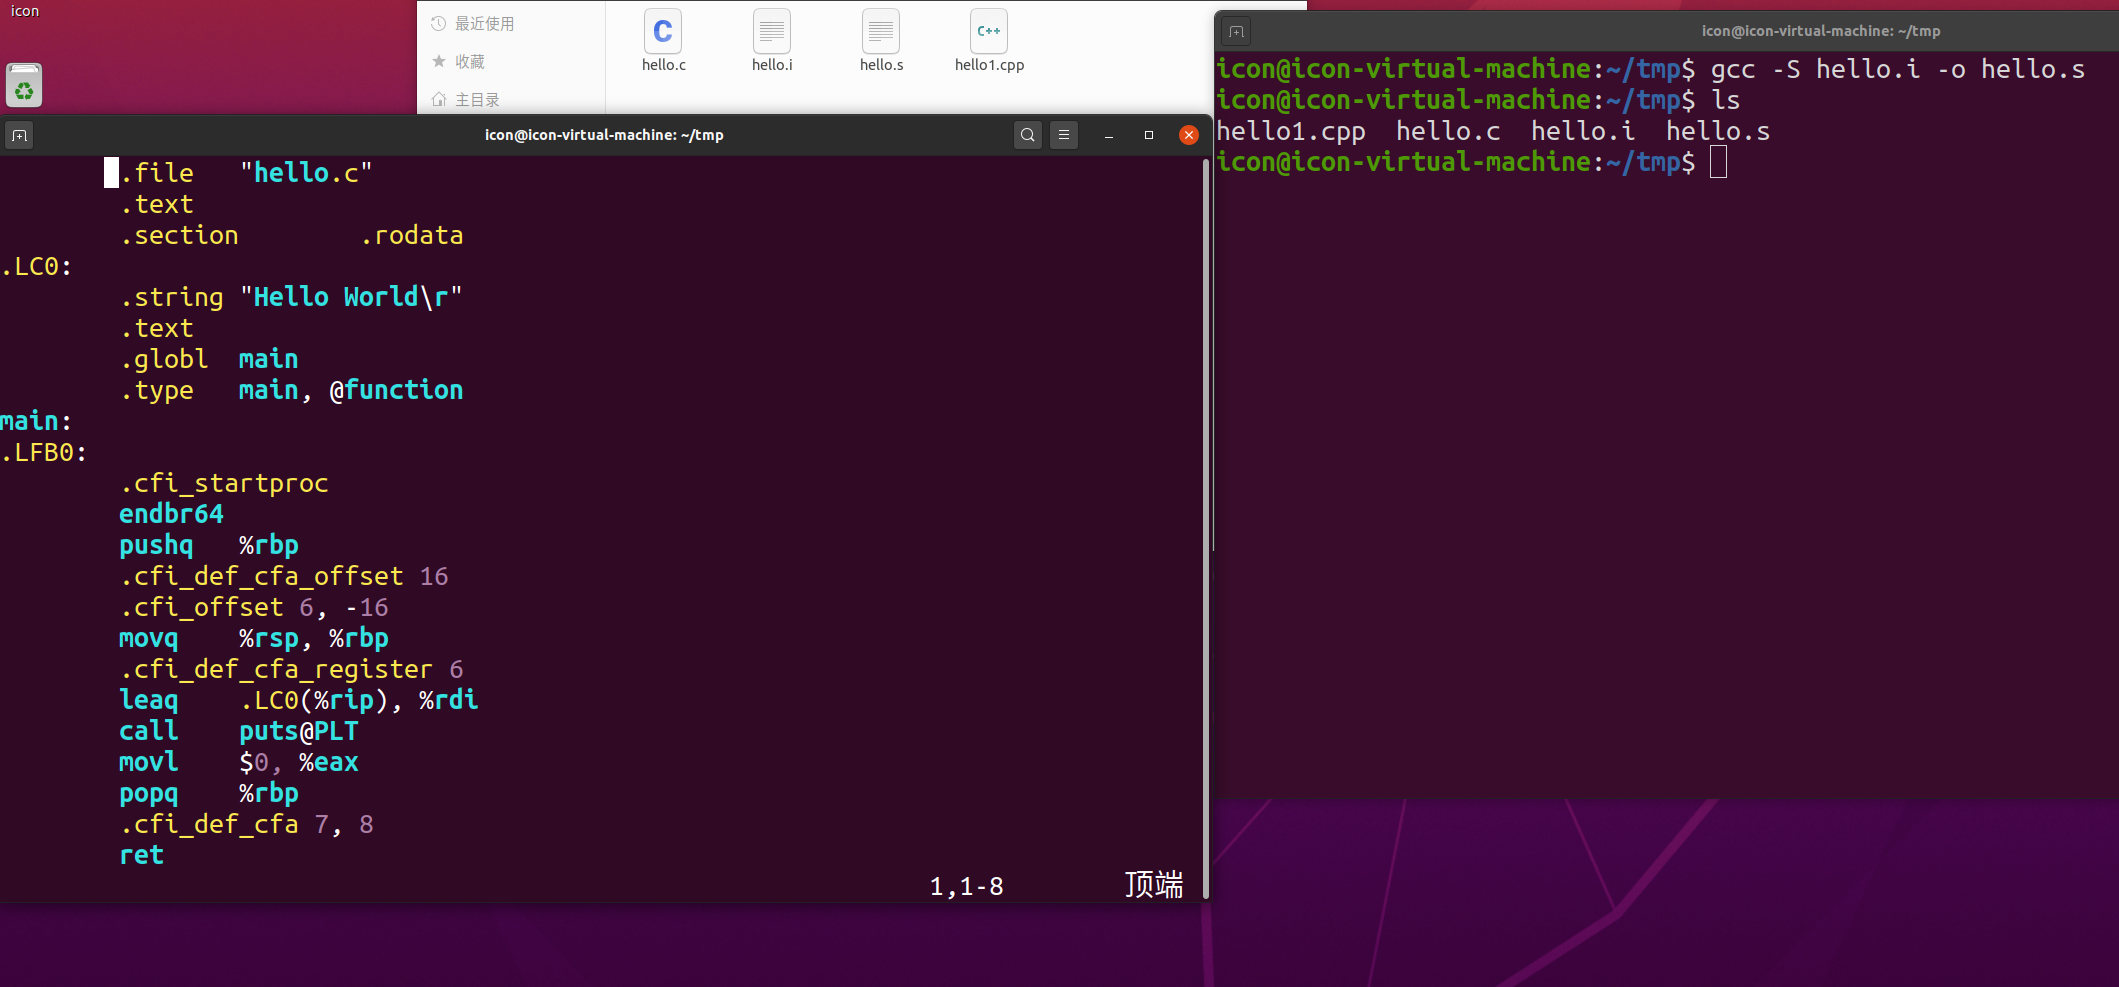 icon
最近使用
收藏
主目录
hello.c
hello.i
hello.s
C++
hello1.cpp
icon@icon-virtual-machine: ~/tmp
icon@icon-virtual-machine:~/tmp$ gcc -S hello.i -o hello.s
icon@icon-virtual-machine:~/tmp$ ls
hello1.cpp  hello.c  hello.i  hello.s
icon@icon-virtual-machine:~/tmp$
icon@icon-virtual-machine: ~/tmp
        .file   "hello.c"
        .text
        .section        .rodata
.LC0:
        .string "Hello World\r"
        .text
        .globl  main
        .type   main, @function
main:
.LFB0:
        .cfi_startproc
        endbr64
        pushq   %rbp
        .cfi_def_cfa_offset 16
        .cfi_offset 6, -16
        movq    %rsp, %rbp
        .cfi_def_cfa_register 6
        leaq    .LC0(%rip), %rdi
        call    puts@PLT
        movl    $0, %eax
        popq    %rbp
        .cfi_def_cfa 7, 8
        ret
1,1-8 顶端